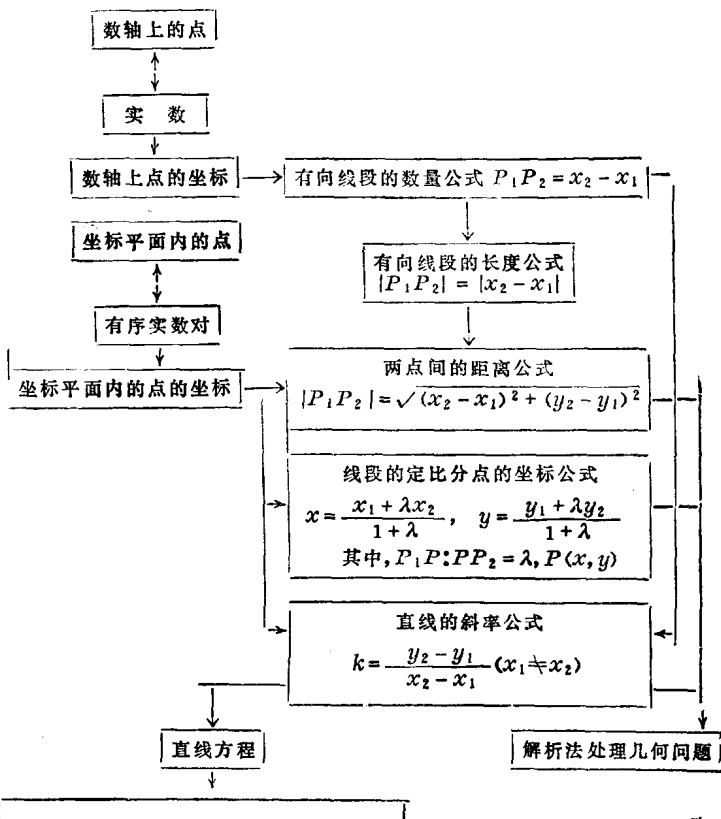 数轴上的点
实 数
数轴上点的坐标
有向线段的数量公式 P₁P₂=x₂-x₁
坐标平面内的点
有向线段的长度公式
|P₁P₂|=|x₂-x₁|
有序实数对
两点间的距离公式
坐标平面内的点的坐标
|P₁P₂|=√(x₂-x₁)²+(y₂-y₁)²
线段的定比分点的坐标公式
x=(x₁+λx₂)/(1+λ), y=(y₁+λy₂)/(1+λ)
其中,P₁P:PP₂=λ,P(x,y)
直线的斜率公式
k=(y₂-y₁)/(x₂-x₁)(x₁≠x₂)
直线方程
解析法处理几何问题